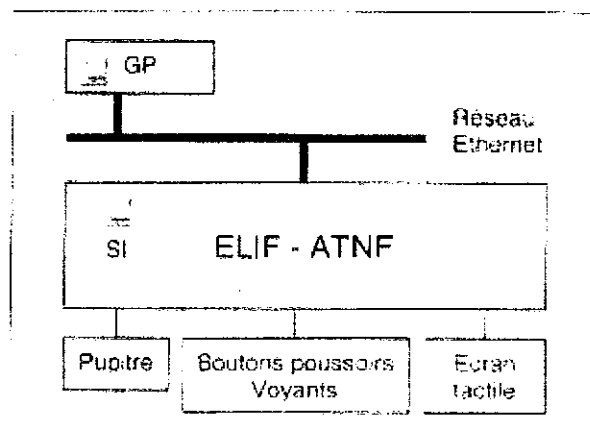 GP
Réseau
Ethernet
SI
ELIF - ATNF
Pupitre
Boutons poussoirs
Voyants
Ecran
tactile